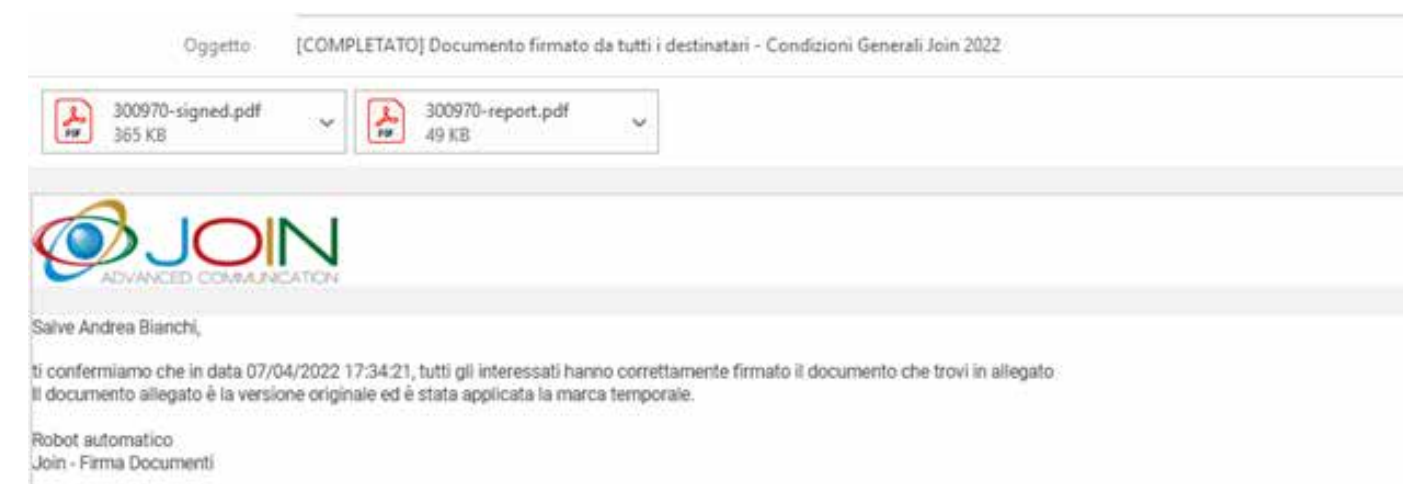 Oggetto [COMPLETATO] Documento firmato da tutti i destinatari - Condizioni Generali Join 2022
300970-signed.pdf 300970-report.pdf
PDF 365 KB PDF 49 KB
JOIN
ADVANCED COMMUNICATION
Salve Andrea Bianchi,
ti confermiamo che in data 07/04/2022 17:34:21, tutti gli interessati hanno correttamente firmato il documento che trovi in allegato
Il documento allegato è la versione originale ed è stata applicata la marca temporale.
Robot automatico
Join - Firma Documenti